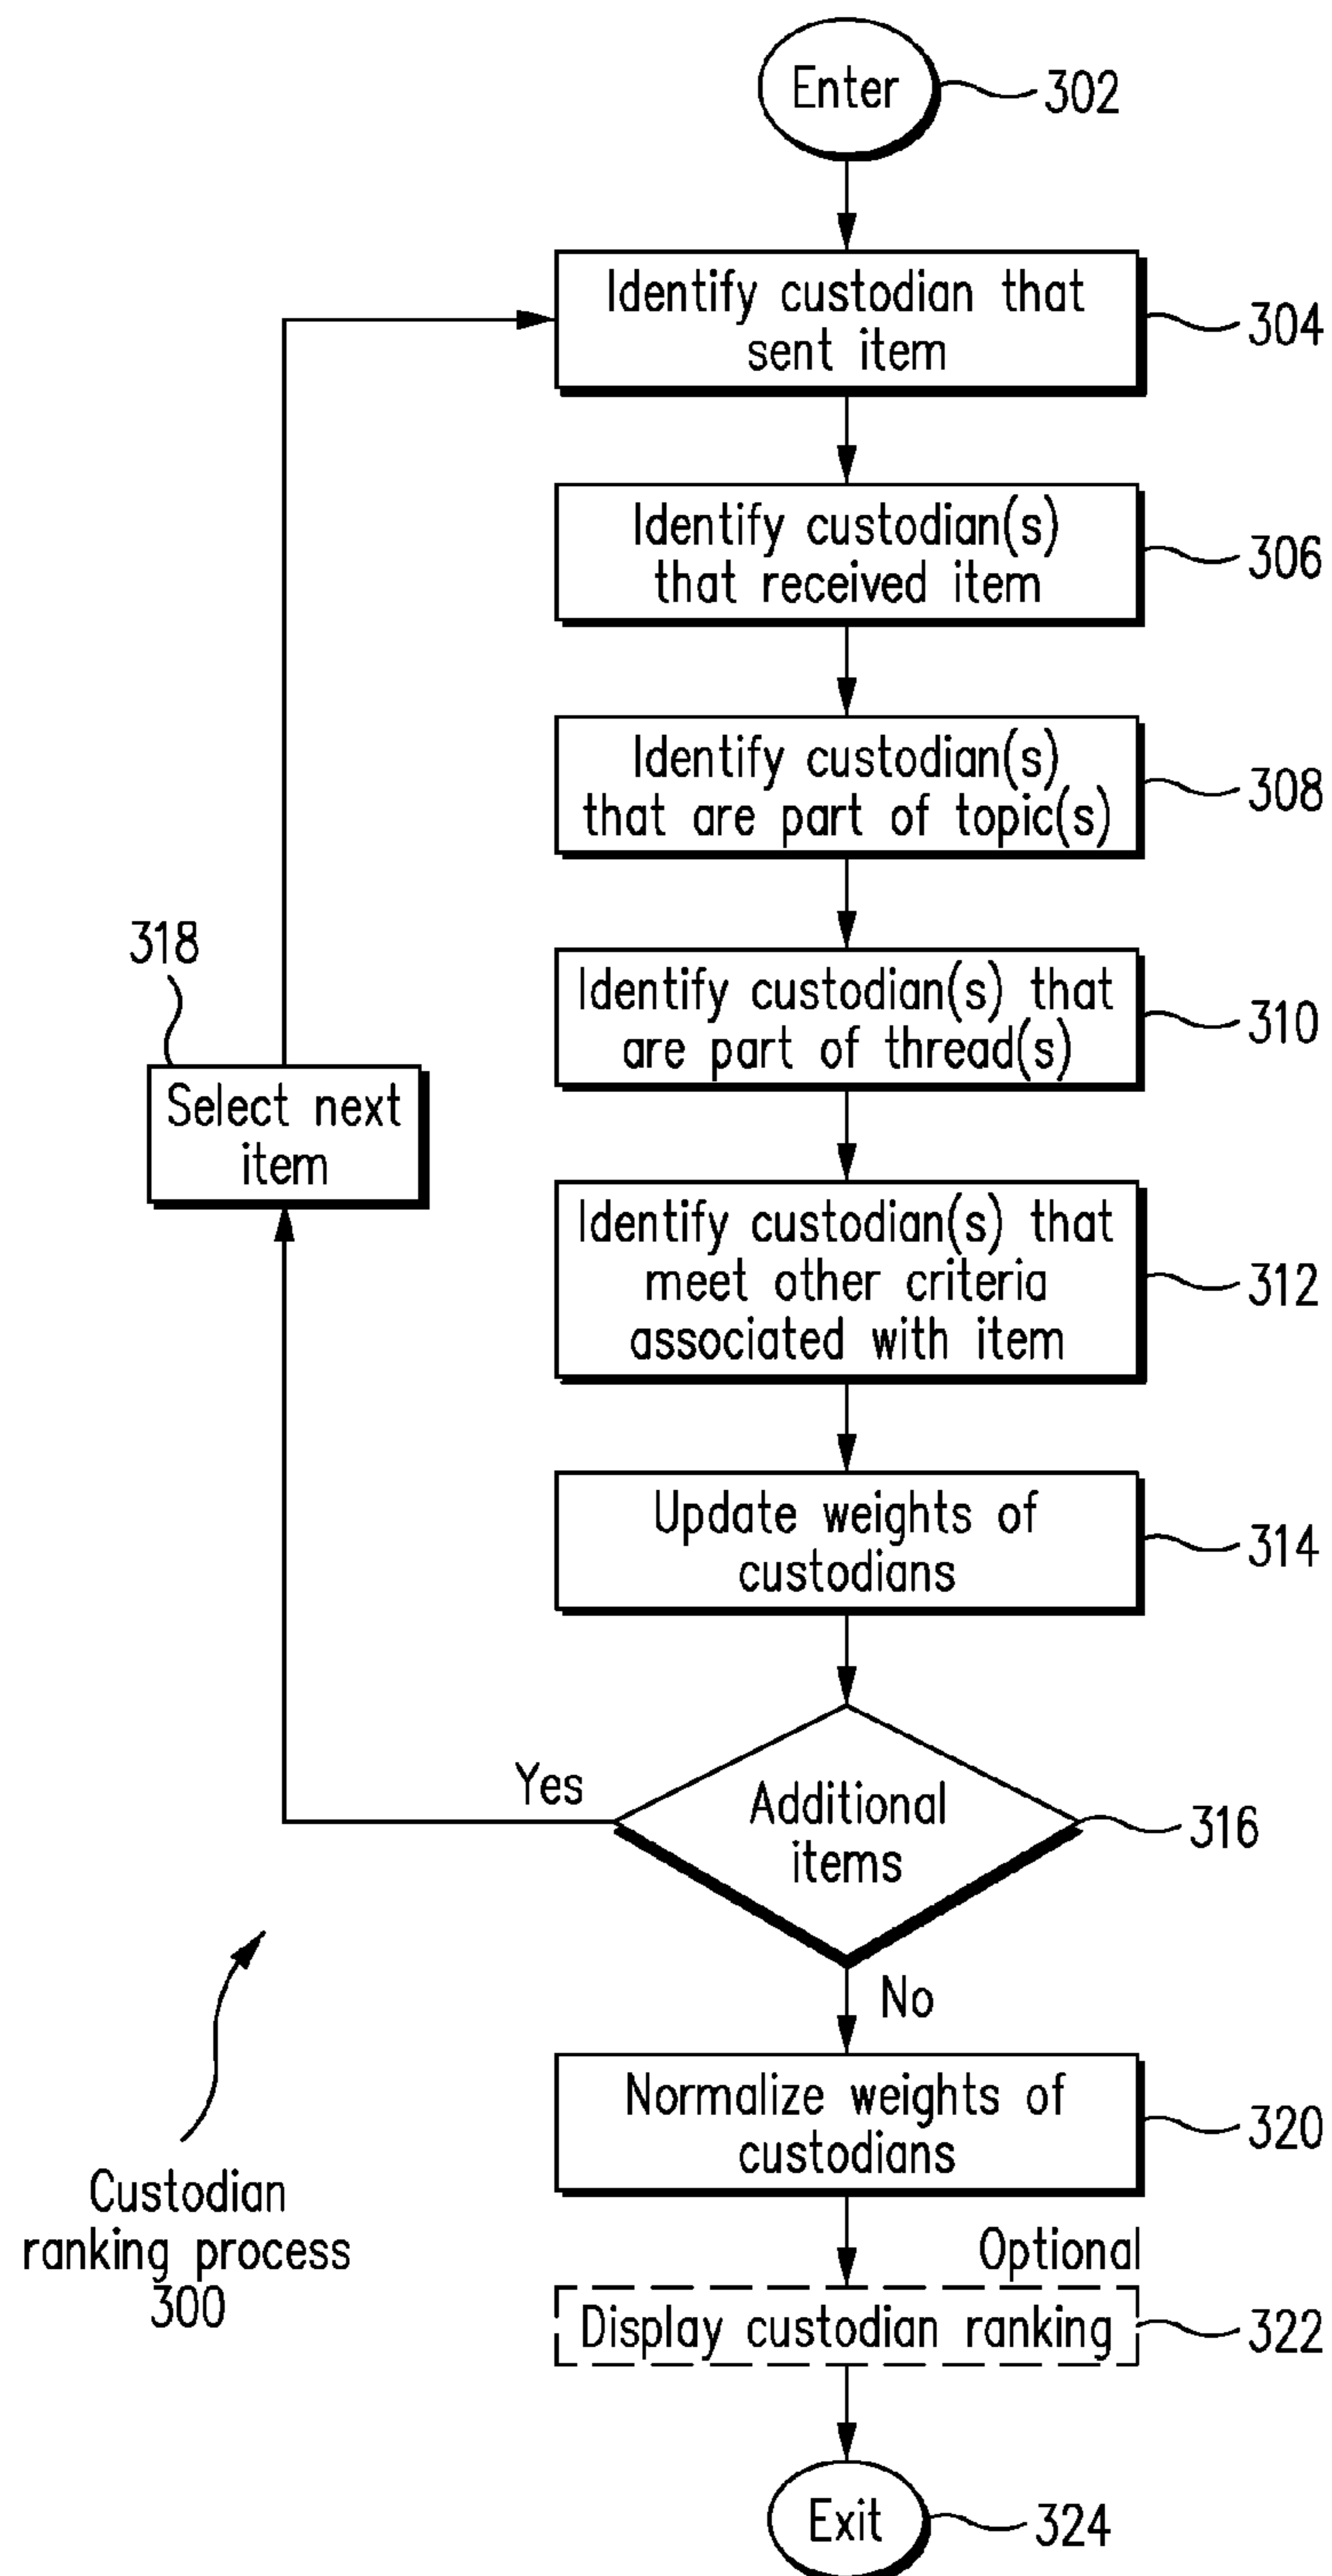 Enter
302
Identify custodian that
sent item
304
Identify custodian(s)
that received item
306
Identify custodian(s)
that are part of topic(s)
308
Identify custodian(s) that
are part of thread(s)
310
318
Select next
item
Identify custodian(s) that
meet other criteria
associated with item
312
Update weights of
custodians
314
Yes
Additional
items
316
No
Normalize weights of
custodians
320
Custodian
ranking process
300
Optional
Display custodian ranking
322
Exit
324